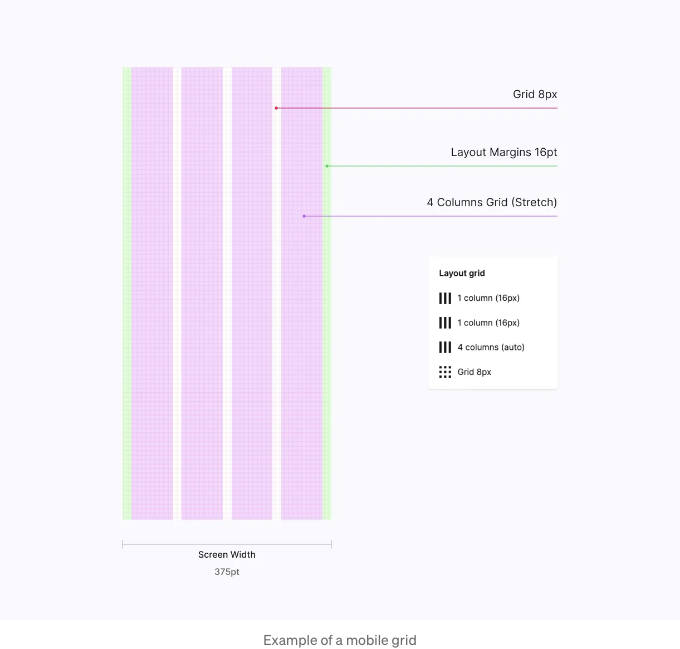 Grid 8px
Layout Margins 16pt
4 Columns Grid (Stretch)
Layout grid
1 column (16px)
1 column (16px)
4 columns (auto)
Grid 8px
Screen Width
375pt
Example of a mobile grid